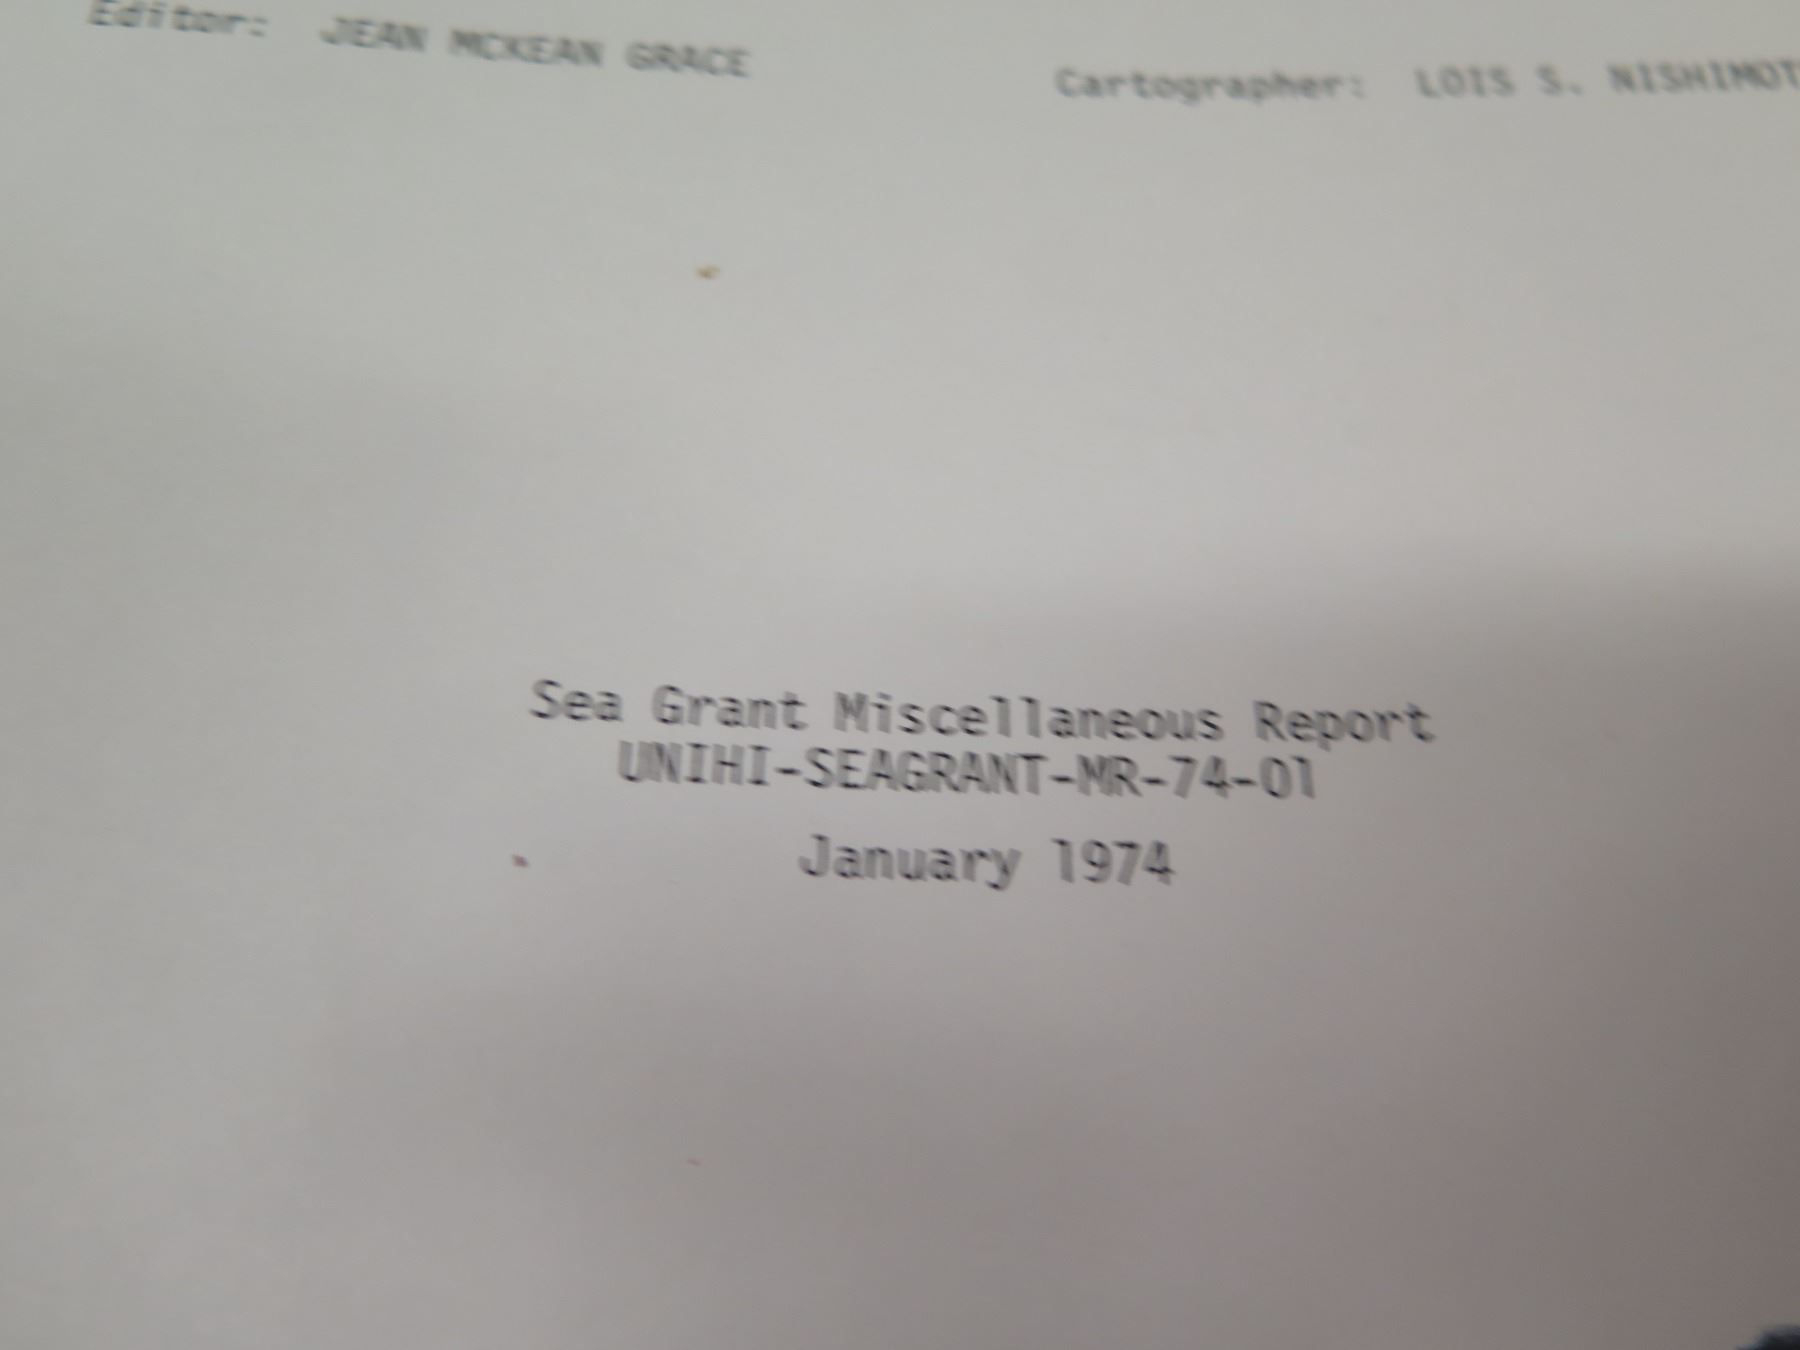 Editor: JEAN MCKEAN GRACE
Cartographer: LOIS S.
Sea Grant Miscellaneous Report
UNIHI-SEAGRANT-MR-74-01
January 1974